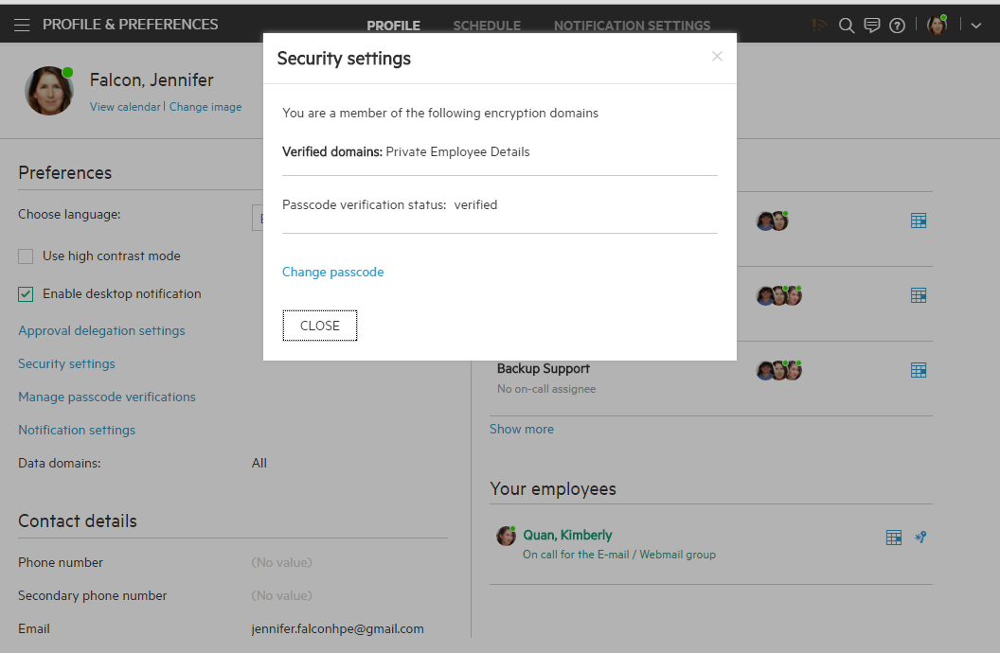 PROFILE & PREFERENCES
PROFILE
SCHEDULE
NOTIFICATION SETTINGS
Falcon, Jennifer
View calendar | Change image
Security settings
You are a member of the following encryption domains
Verified domains: Private Employee Details
Passcode verification status: verified
Change passcode
CLOSE
Preferences
Choose language:
Use high contrast mode
Enable desktop notification
Approval delegation settings
Security settings
Manage passcode verifications
Notification settings
Data domains: All
Contact details
Phone number (No value)
Secondary phone number (No value)
Email jennifer.falconhpe@gmail.com
Backup Support
No on-call assignee
Show more
Your employees
Quan, Kimberly
On call for the E-mail / Webmail group